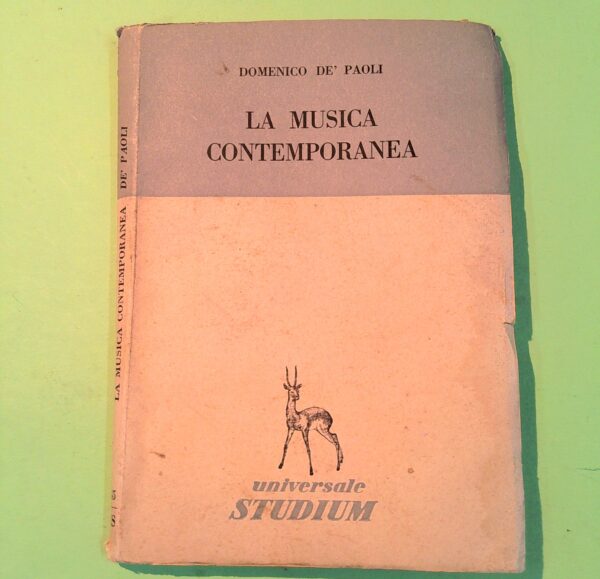 DOMENICO DE' PAOLI
LA MUSICA
CONTEMPORANEA
universale
STUDIUM
LA MUSICA CONTEMPORANEA DE' PAOLI